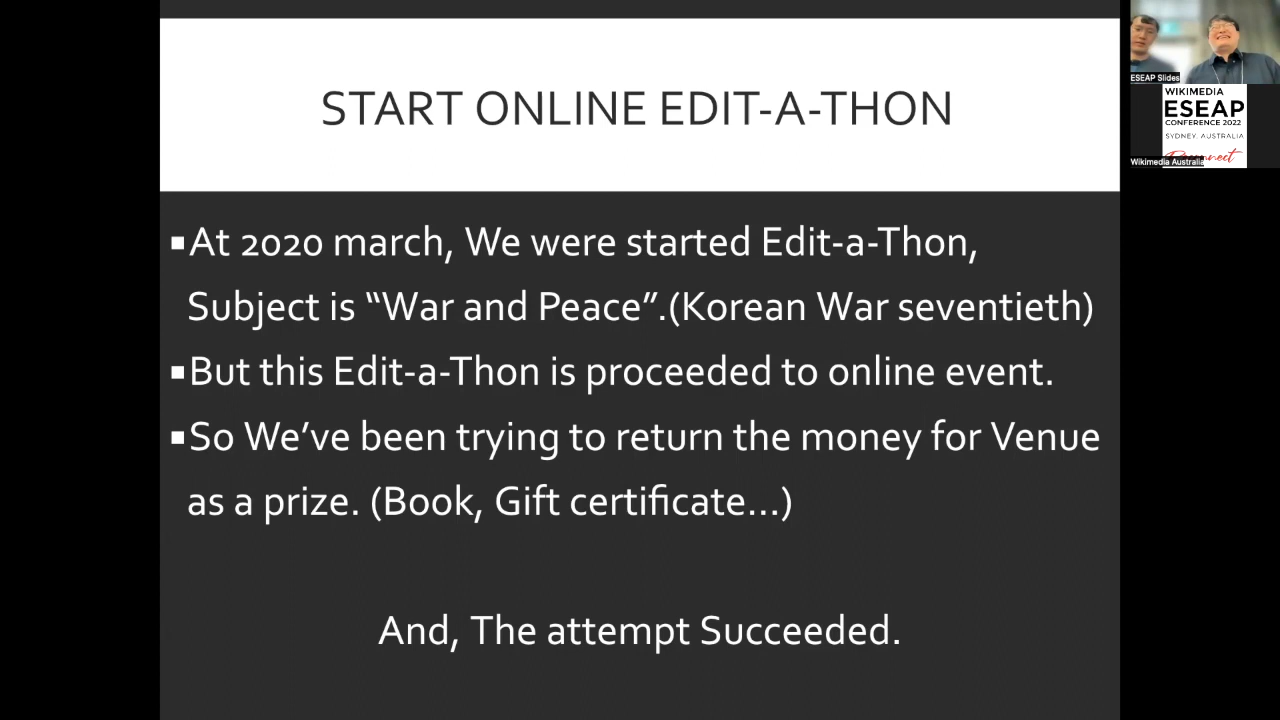 START ONLINE EDIT-A-THON
▪At 2020 march, We were started Edit-a-Thon,
Subject is “War and Peace”.(Korean War seventieth)
▪But this Edit-a-Thon is proceeded to online event.
▪So We’ve been trying to return the money for Venue
as a prize. (Book, Gift certificate…)
And, The attempt Succeeded.
ESEAP Slides
WIKIMEDIA
ESEAP
CONFERENCE 2022
SYDNEY, AUSTRALIA
Wikimedia Australia